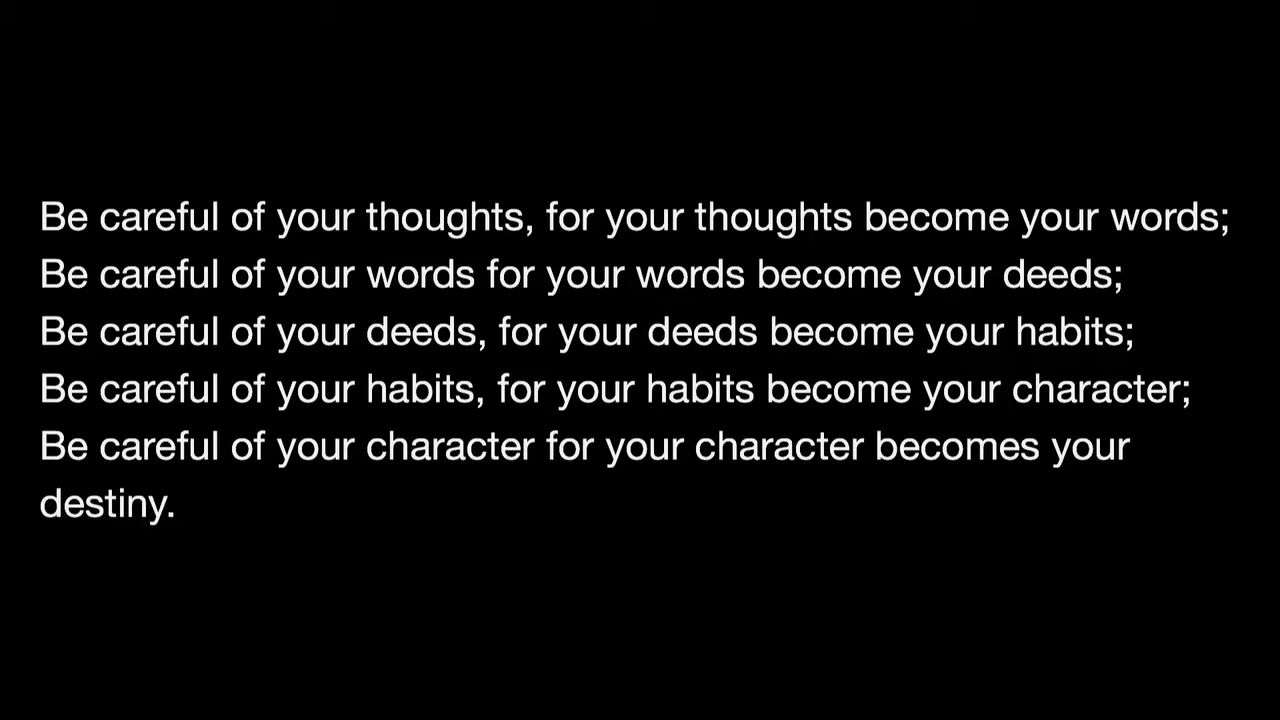 Be careful of your thoughts, for your thoughts become your words;
Be careful of your words for your words become your deeds;
Be careful of your deeds, for your deeds become your habits;
Be careful of your habits, for your habits become your character;
Be careful of your character for your character becomes your
destiny.